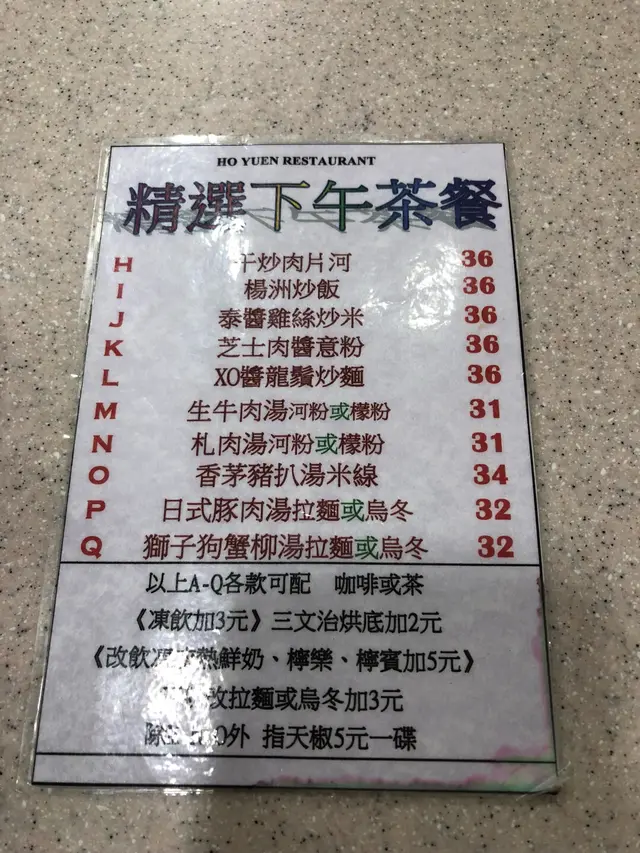 HO YUEN RESTAURANT
精選下午茶餐
H 干炒肉片河 36
I 楊洲炒飯 36
J 泰醬雞絲炒米 36
K 芝士肉醬意粉 36
L XO醬龍鬚炒麵 36
M 生牛肉湯河粉或檬粉 31
N 札肉湯河粉或檬粉 31
O 香茅豬扒湯米線 34
P 日式豚肉湯拉麵或烏冬 32
Q 獅子狗蟹柳湯拉麵或烏冬 32
以上A-Q各款可配 咖啡或茶
《凍飲加3元》三文治烘底加2元
《改飲熱鮮奶、檸樂、檸賓加5元》
改拉麵或烏冬加3元
外 指天椒5元一碟